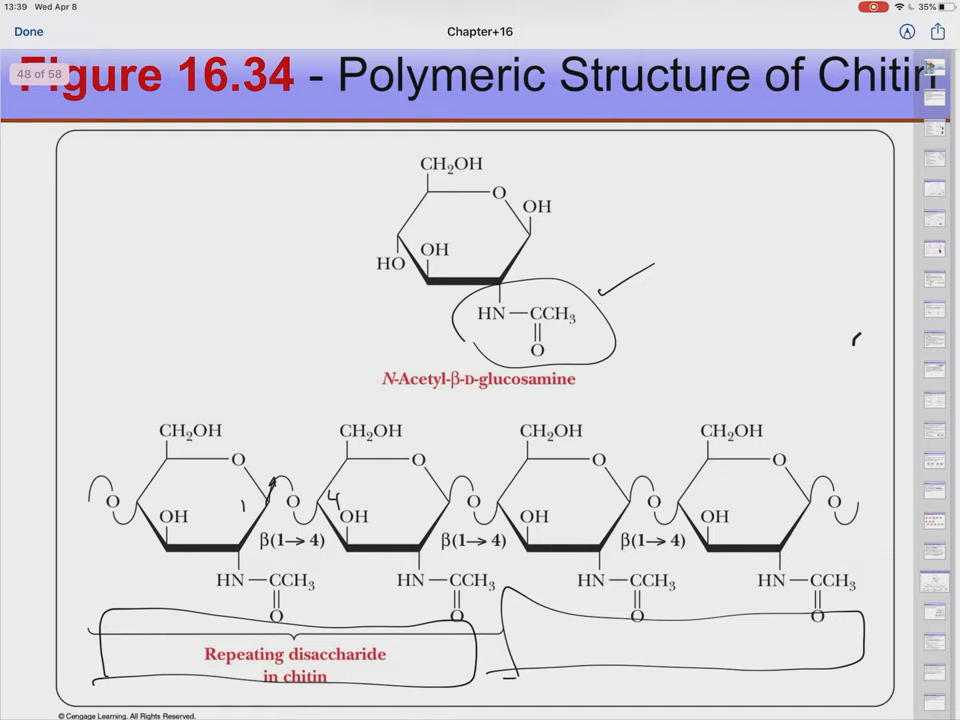 13:39 Wed Apr 8
35%
Done
Chapter+16
48 of 58
Figure 16.34 - Polymeric Structure of Chitin
CH₂OH
O
OH
OH
HO
HN—CCH₃
O
N-Acetyl-β-D-glucosamine
CH₂OH CH₂OH CH₂OH CH₂OH
O O O O
O 1 O 4 O O O
OH OH OH OH
β(1→4) β(1→4) β(1→4)
HN—CCH₃ HN—CCH₃ HN—CCH₃ HN—CCH₃
O O O O
Repeating disaccharide
in chitin
© Cengage Learning. All Rights Reserved.